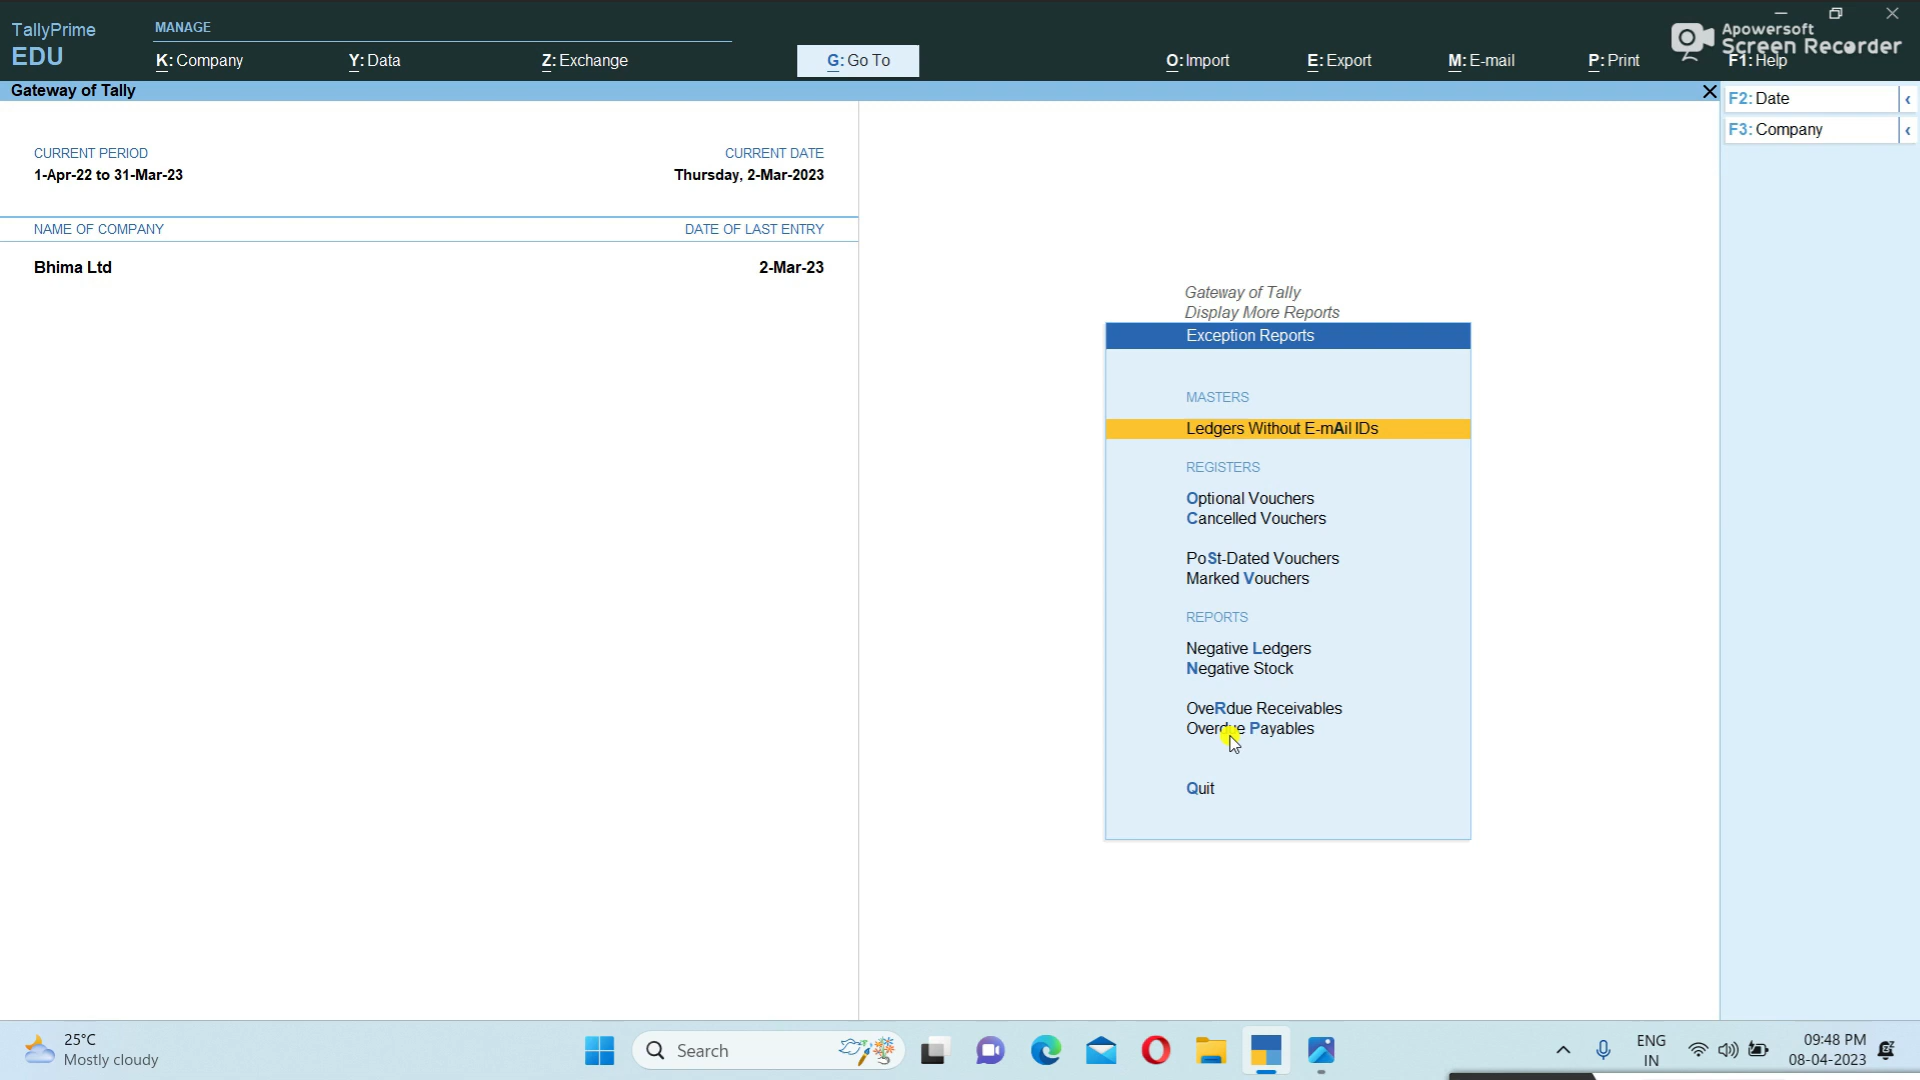 TallyPrime
EDU
MANAGE
K: Company
Y: Data
Z: Exchange
G: Go To
O: Import
E: Export
M: E-mail
P: Print
F1: Help
Apowersoft
Screen Recorder
Gateway of Tally
F2: Date
F3: Company
CURRENT PERIOD
CURRENT DATE
1-Apr-22 to 31-Mar-23
Thursday, 2-Mar-2023
NAME OF COMPANY
DATE OF LAST ENTRY
Bhima Ltd
2-Mar-23
Gateway of Tally
Display More Reports
Exception Reports
MASTERS
Ledgers Without E-mAil IDs
REGISTERS
Optional Vouchers
Cancelled Vouchers
PoSt-Dated Vouchers
Marked Vouchers
REPORTS
Negative Ledgers
Negative Stock
OveRdue Receivables
Overdue Payables
Quit
25°C
Mostly cloudy
Search
ENG
IN
09:48 PM
08-04-2023